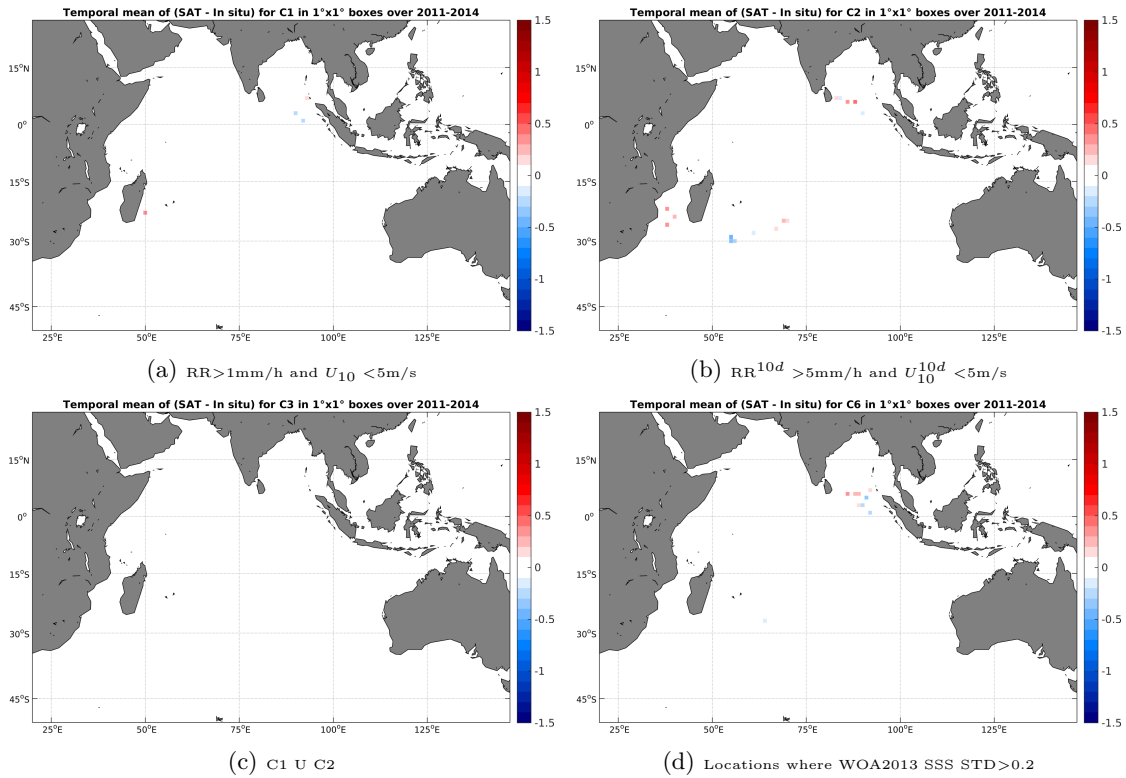 Temporal mean of (SAT - In situ) for C1 in 1°x1° boxes over 2011-2014
15°N
0°
15°S
30°S
45°S
25°E 50°E 75°E 100°E 125°E
1.5
1
0.5
0
-0.5
-1
-1.5
(a) RR>1mm/h and U10 <5m/s
Temporal mean of (SAT - In situ) for C2 in 1°x1° boxes over 2011-2014
15°N
0°
15°S
30°S
45°S
25°E 50°E 75°E 100°E 125°E
1.5
1
0.5
0
-0.5
-1
-1.5
(b) RR^10d >5mm/h and U10^10d <5m/s
Temporal mean of (SAT - In situ) for C3 in 1°x1° boxes over 2011-2014
15°N
0°
15°S
30°S
45°S
25°E 50°E 75°E 100°E 125°E
1.5
1
0.5
0
-0.5
-1
-1.5
(c) C1 U C2
Temporal mean of (SAT - In situ) for C6 in 1°x1° boxes over 2011-2014
15°N
0°
15°S
30°S
45°S
25°E 50°E 75°E 100°E 125°E
1.5
1
0.5
0
-0.5
-1
-1.5
(d) Locations where WOA2013 SSS STD>0.2